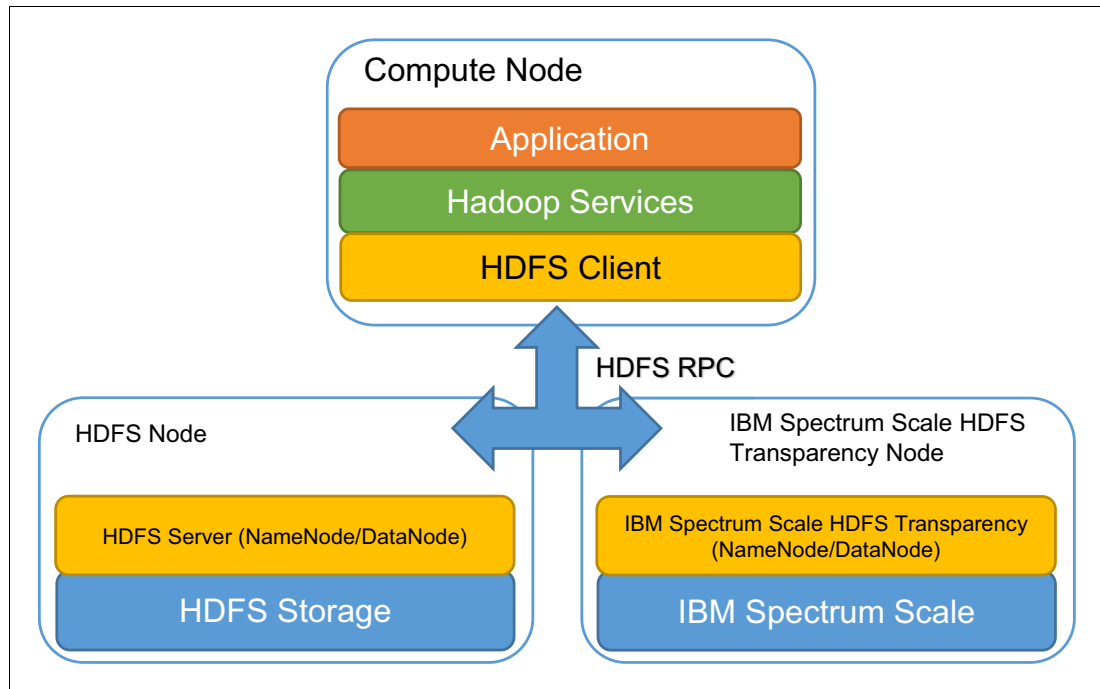 Compute Node
Application
Hadoop Services
HDFS Client
HDFS RPC
HDFS Node
HDFS Server (NameNode/DataNode)
HDFS Storage
IBM Spectrum Scale HDFS
Transparency Node
IBM Spectrum Scale HDFS Transparency
(NameNode/DataNode)
IBM Spectrum Scale